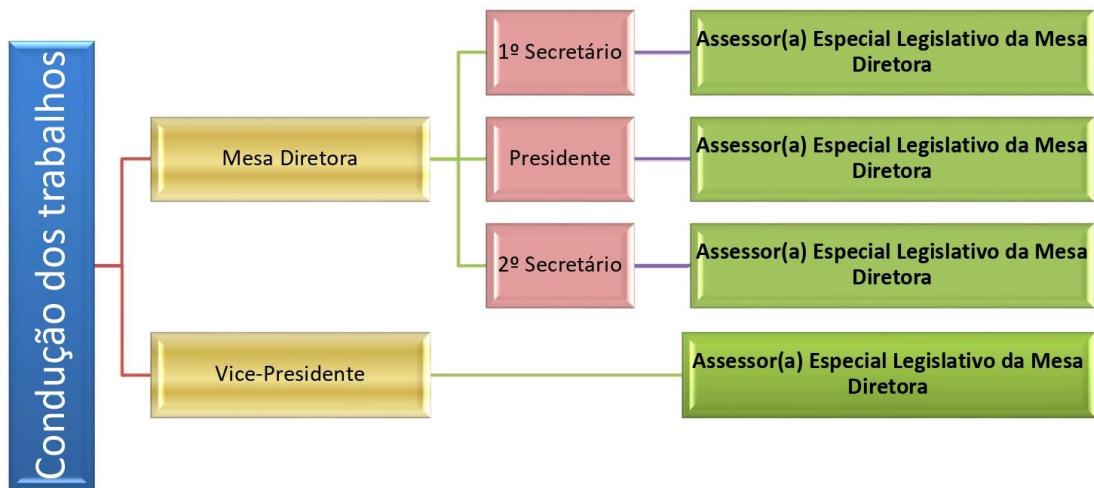 Condução dos trabalhos
Mesa Diretora
1º Secretário
Assessor(a) Especial Legislativo da Mesa
Diretora
Presidente
Assessor(a) Especial Legislativo da Mesa
Diretora
2º Secretário
Assessor(a) Especial Legislativo da Mesa
Diretora
Vice-Presidente
Assessor(a) Especial Legislativo da Mesa
Diretora